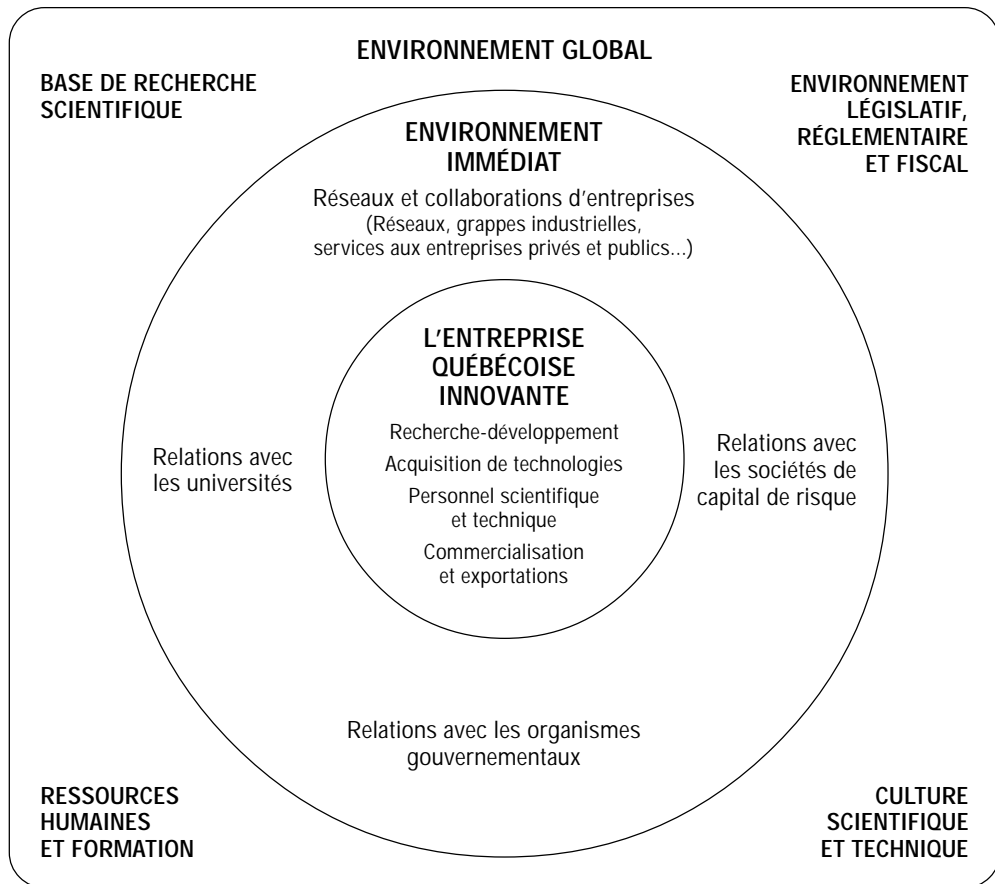 ENVIRONNEMENT GLOBAL
BASE DE RECHERCHE
SCIENTIFIQUE
ENVIRONNEMENT
LÉGISLATIF,
RÉGLEMENTAIRE
ET FISCAL
ENVIRONNEMENT
IMMÉDIAT
Réseaux et collaborations d'entreprises
(Réseaux, grappes industrielles,
services aux entreprises privés et publics...)
L'ENTREPRISE
QUÉBÉCOISE
INNOVANTE
Recherche-développement
Acquisition de technologies
Personnel scientifique
et technique
Commercialisation
et exportations
Relations avec
les universités
Relations avec
les sociétés de
capital de risque
Relations avec les organismes
gouvernementaux
RESSOURCES
HUMAINES
ET FORMATION
CULTURE
SCIENTIFIQUE
ET TECHNIQUE